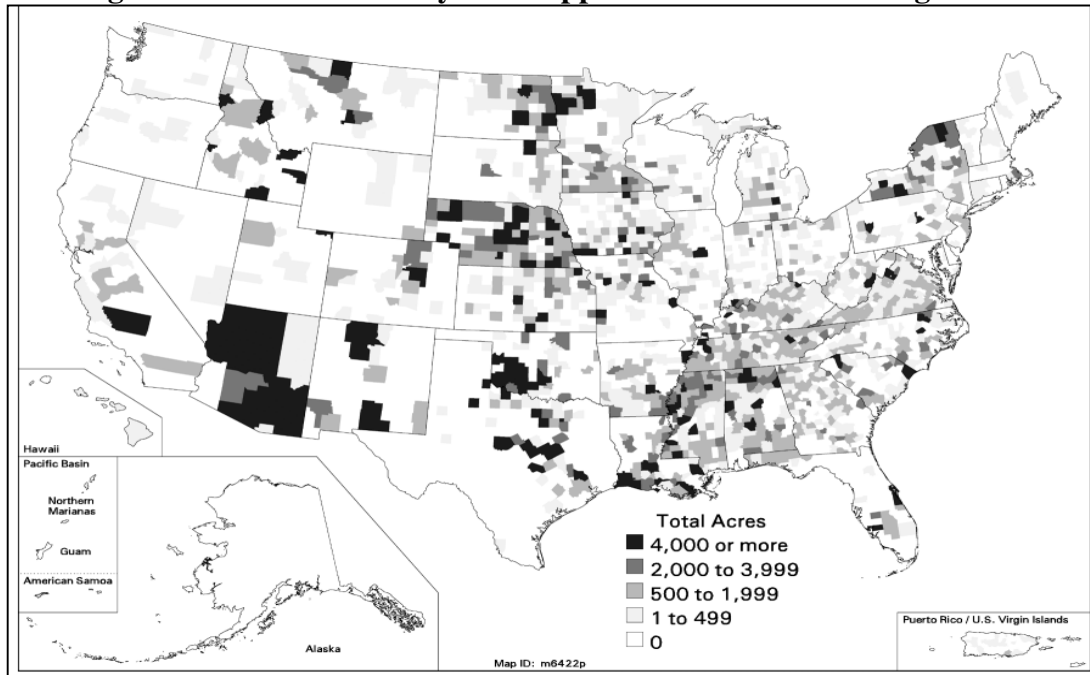 Hawaii
Pacific Basin
Northern
Marianas
Guam
American Samoa
Alaska
Total Acres
4,000 or more
2,000 to 3,999
500 to 1,999
1 to 499
0
Puerto Rico / U.S. Virgin Islands
Map ID: m6422p